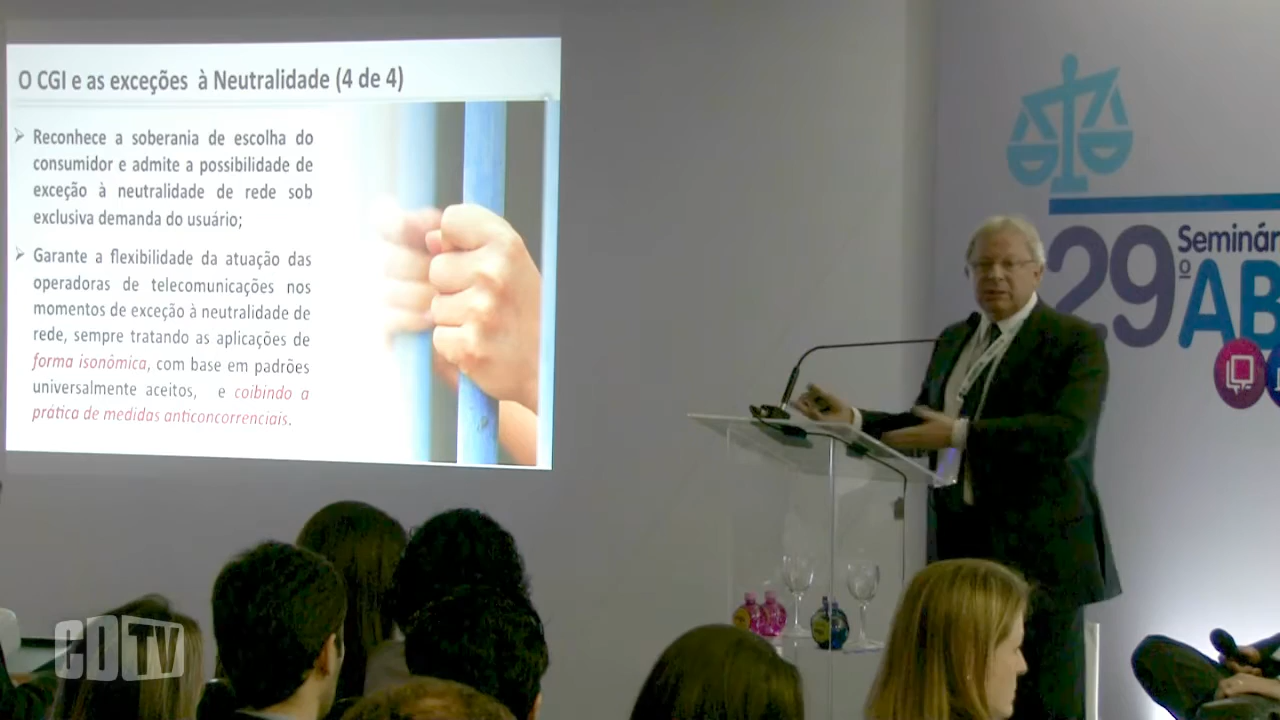 O CGI e as exceções à Neutralidade (4 de 4)
Reconhece a soberania de escolha do
consumidor e admite a possibilidade de
exceção à neutralidade de rede sob
exclusiva demanda do usuário;
Garante a flexibilidade da atuação das
operadoras de telecomunicações nos
momentos de exceção à neutralidade de
rede, sempre tratando as aplicações de
forma isonômica, com base em padrões
universalmente aceitos, e coibindo a
prática de medidas anticoncorrenciais.
29º
Seminár
AB
CDTV